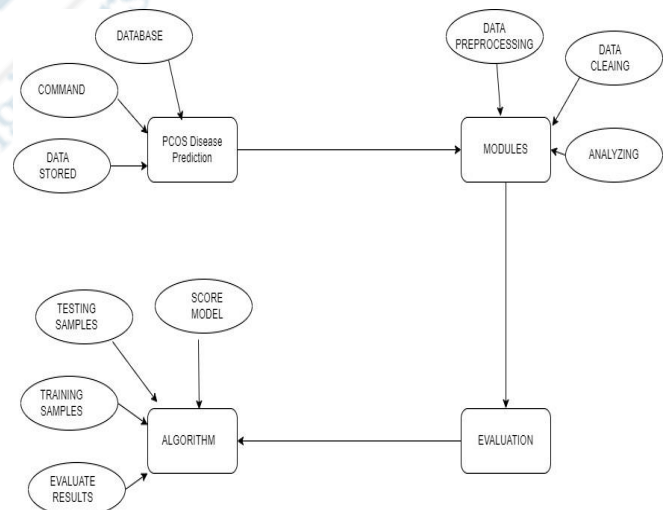 DATABASE
COMMAND
DATA
STORED
PCOS Disease
Prediction
DATA
PREPROCESSING
DATA
CLEAING
ANALYZING
MODULES
TESTING
SAMPLES
SCORE
MODEL
TRAINING
SAMPLES
EVALUATE
RESULTS
ALGORITHM
EVALUATION